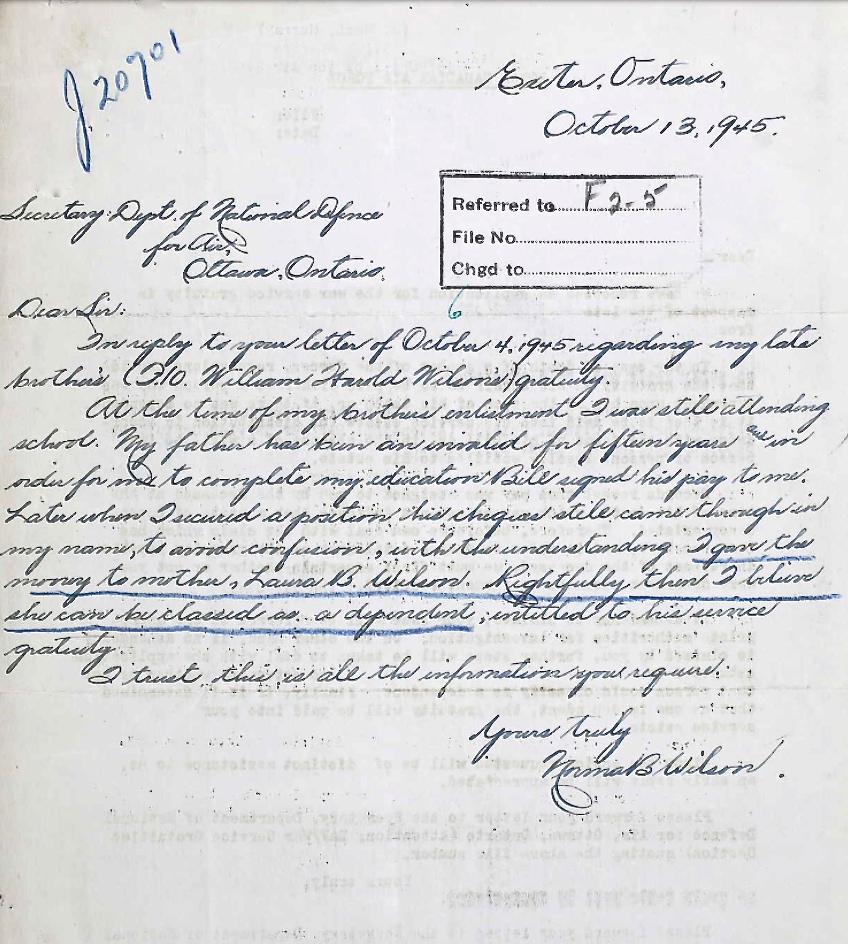 J20701
Exeter, Ontario,
October 13, 1945.
Referred to F 2-5
File No
Chgd to
6
Secretary: Dept. of National Defence
for Air,
Ottawa, Ontario.
Dear Sir:
In reply to your letter of October 4, 1945 regarding my late
brother's (F.10. William Harold Wilson's) gratuity.
At the time of my brother's enlistment I was still attending
school. My father has been an invalid for fifteen years and in
order for me to complete my education Bill signed his pay to me.
Later when I secured a position his cheques still came through in
my name, to avoid confusion, with the understanding I gave the
money to mother, Laura B. Wilson. Rightfully then I believe
she can be classed as a dependent, entitled to his service
gratuity.
I trust this is all the information you require.
Yours truly
Norma B Wilson.